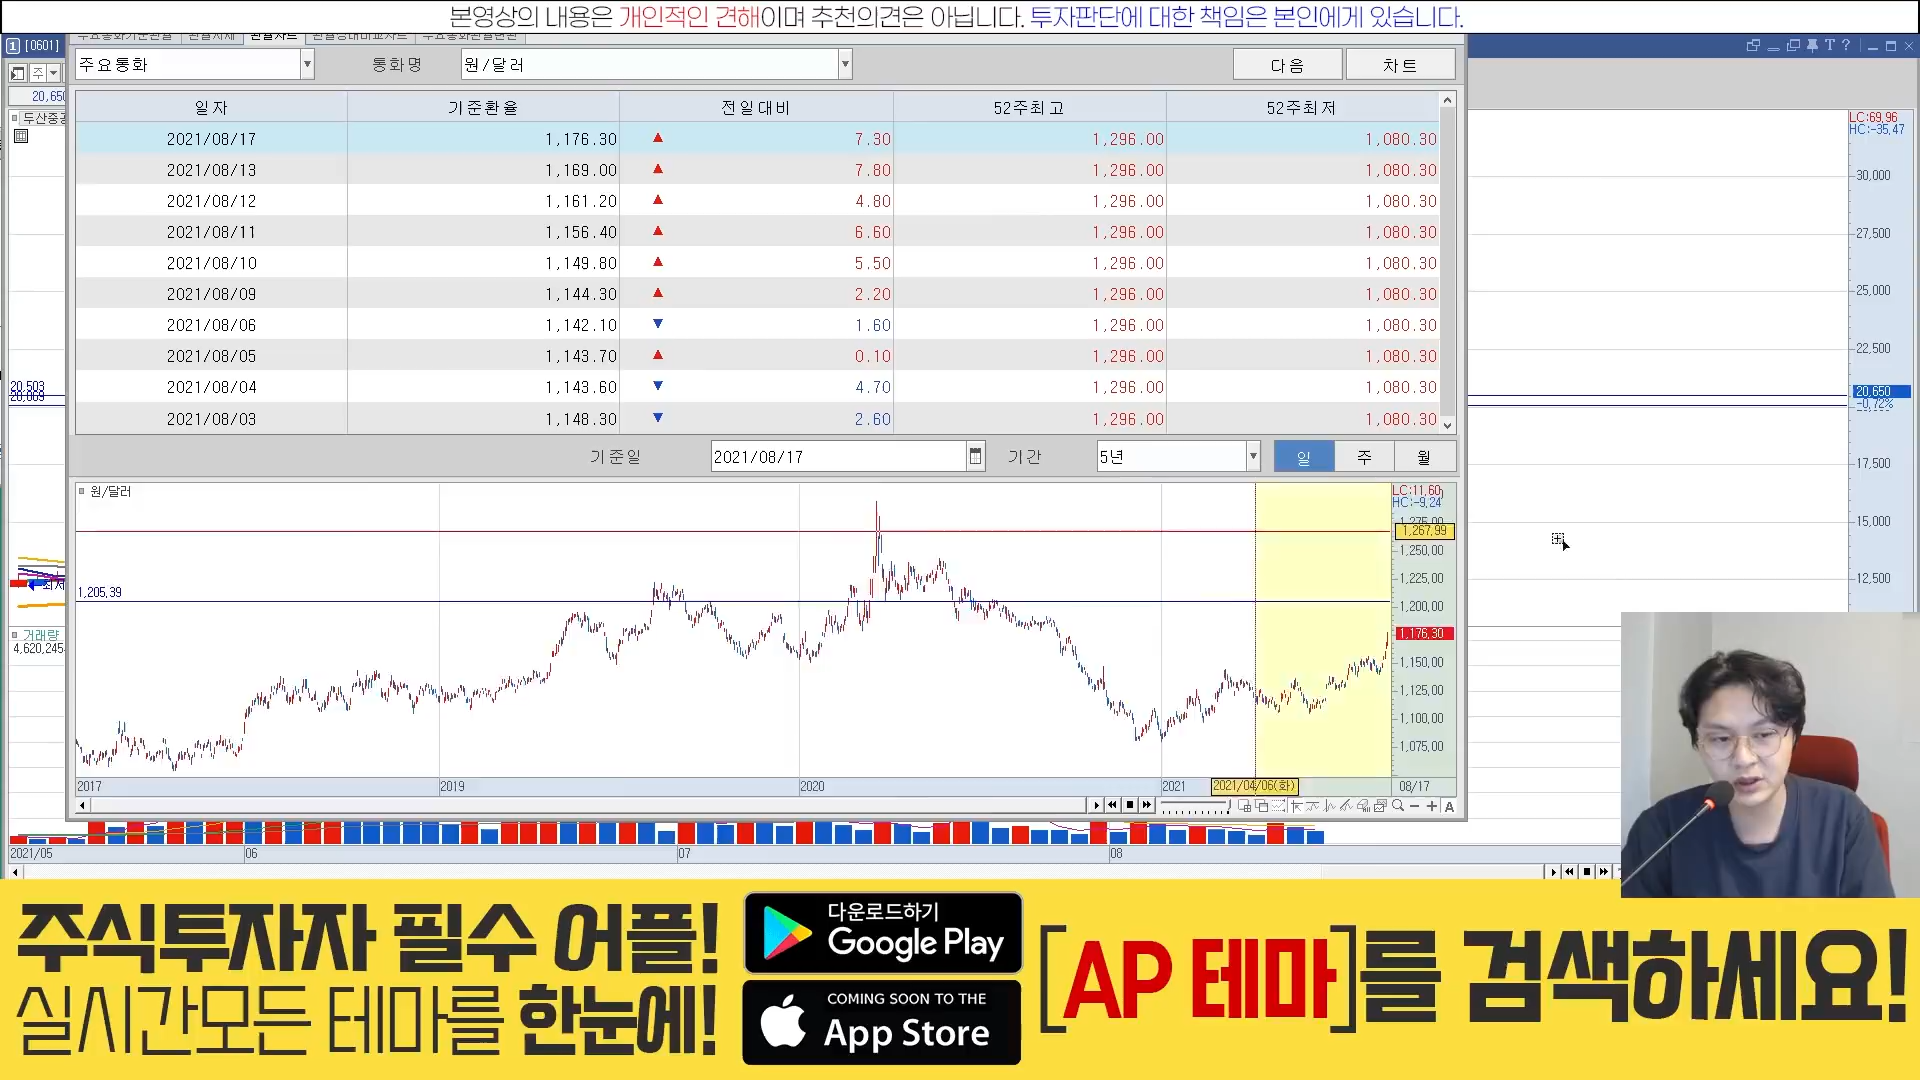 본영상의 내용은 개인적인 견해이며 추천의견은 아닙니다. 투자판단에 대한 책임은 본인에게 있습니다.
1 [0601]
주
20,650
두산중공
주요통화 통화명 원/달러 다음 차트
일자 기준환율 전일대비 52주최고 52주최저
2021/08/17 1,176.30 ▲ 7.30 1,296.00 1,080.30
2021/08/13 1,169.00 ▲ 7.80 1,296.00 1,080.30
2021/08/12 1,161.20 ▲ 4.80 1,296.00 1,080.30
2021/08/11 1,156.40 ▲ 6.60 1,296.00 1,080.30
2021/08/10 1,149.80 ▲ 5.50 1,296.00 1,080.30
2021/08/09 1,144.30 ▲ 2.20 1,296.00 1,080.30
2021/08/06 1,142.10 ▼ 1.60 1,296.00 1,080.30
2021/08/05 1,143.70 ▲ 0.10 1,296.00 1,080.30
2021/08/04 1,143.60 ▼ 4.70 1,296.00 1,080.30
2021/08/03 1,148.30 ▼ 2.60 1,296.00 1,080.30
기준일 2021/08/17 기간 5년 일 주 월
원/달러
LC:11,60
HC:-9,24
1,267,99
1,250,00
1,225,00
1,205,39
1,200,00
1,176,30
1,150,00
1,125,00
1,100,00
1,075,00
2017 2019 2020 2021 2021/04/06(화) 08/17
A
LC:69,96
HC:-35,47
30,000
27,500
25,000
22,500
20,650
-0,72%
17,500
15,000
12,500
20,503
거래량
4,620,245
2021/05 06 07 08
주식투자자 필수 어플!
실시간모든 테마를 한눈에!
다운로드하기
Google Play
COMING SOON TO THE
App Store
[AP 테마]를 검색하세요!